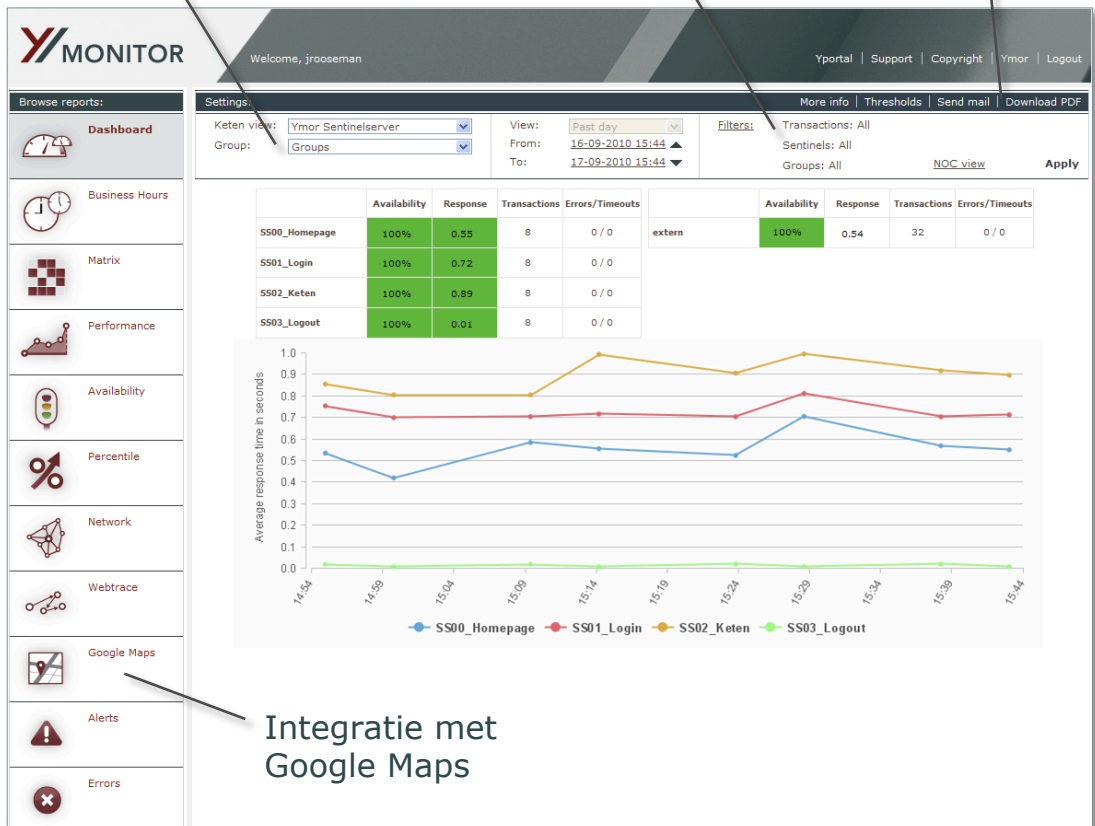 Y/MONITOR
Welcome, jrooseman
Yportal | Support | Copyright | Ymor | Logout
Browse reports:
Dashboard
Business Hours
Matrix
Performance
Availability
Percentile
Network
Webtrace
Google Maps
Alerts
Errors
Settings:
More info | Thresholds | Send mail | Download PDF
Keten view: Ymor Sentinelserver
Group: Groups
View: Past day
From: 16-09-2010 15:44
To: 17-09-2010 15:44
Filters: Transactions: All
Sentinels: All
Groups: All
NOC view
Apply
Availability Response Transactions Errors/Timeouts
SS00_Homepage 100% 0.55 8 0 / 0
SS01_Login 100% 0.72 8 0 / 0
SS02_Keten 100% 0.89 8 0 / 0
SS03_Logout 100% 0.01 8 0 / 0
Availability Response Transactions Errors/Timeouts
extern 100% 0.54 32 0 / 0
Average response time in seconds
1.0
0.9
0.8
0.7
0.6
0.5
0.4
0.3
0.2
0.1
0.0
14:54 14:59 15:04 15:09 15:14 15:19 15:24 15:29 15:34 15:39 15:44
SS00_Homepage SS01_Login SS02_Keten SS03_Logout
Integratie met
Google Maps